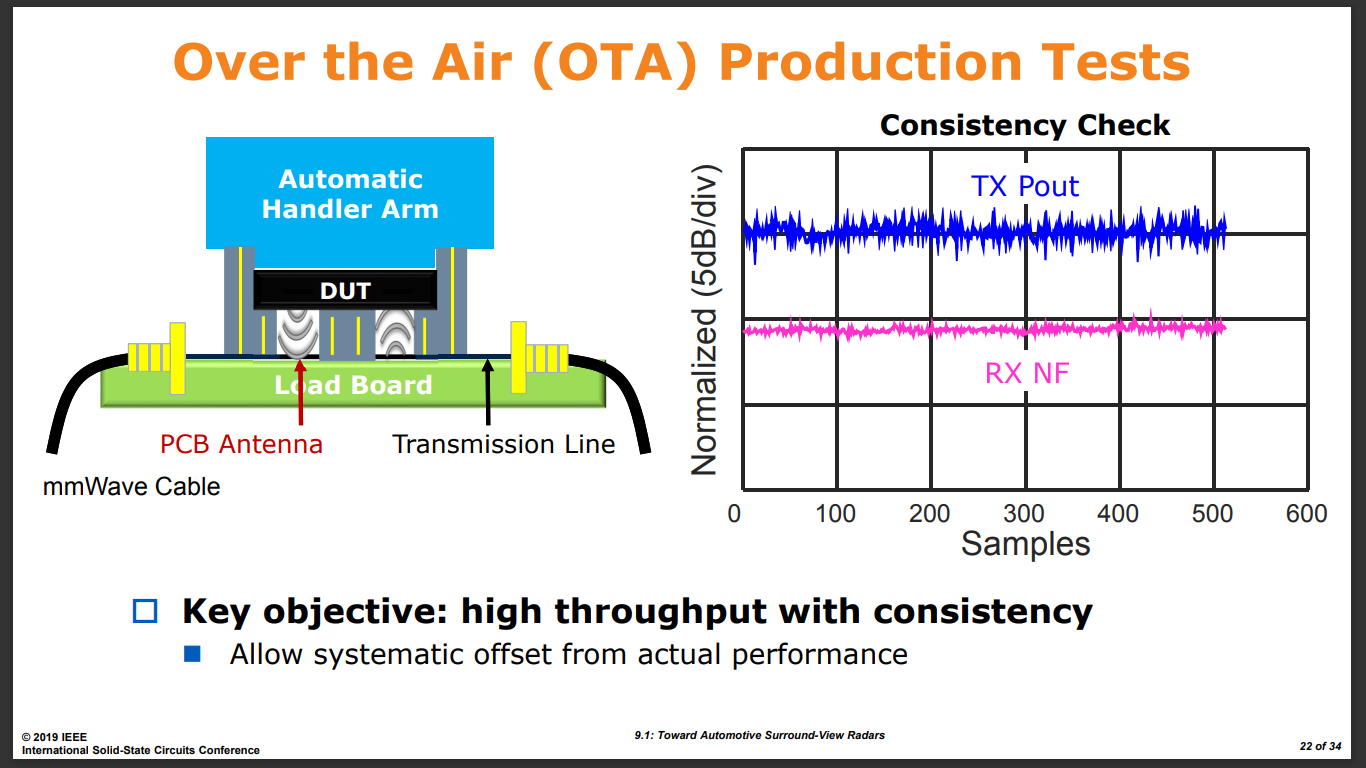 Over the Air (OTA) Production Tests
Automatic
Handler Arm
DUT
Load Board
PCB Antenna
Transmission Line
mmWave Cable
Consistency Check
Normalized (5dB/div)
TX Pout
RX NF
0 100 200 300 400 500 600
Samples
Key objective: high throughput with consistency
Allow systematic offset from actual performance
© 2019 IEEE
International Solid-State Circuits Conference
9.1: Toward Automotive Surround-View Radars
22 of 34